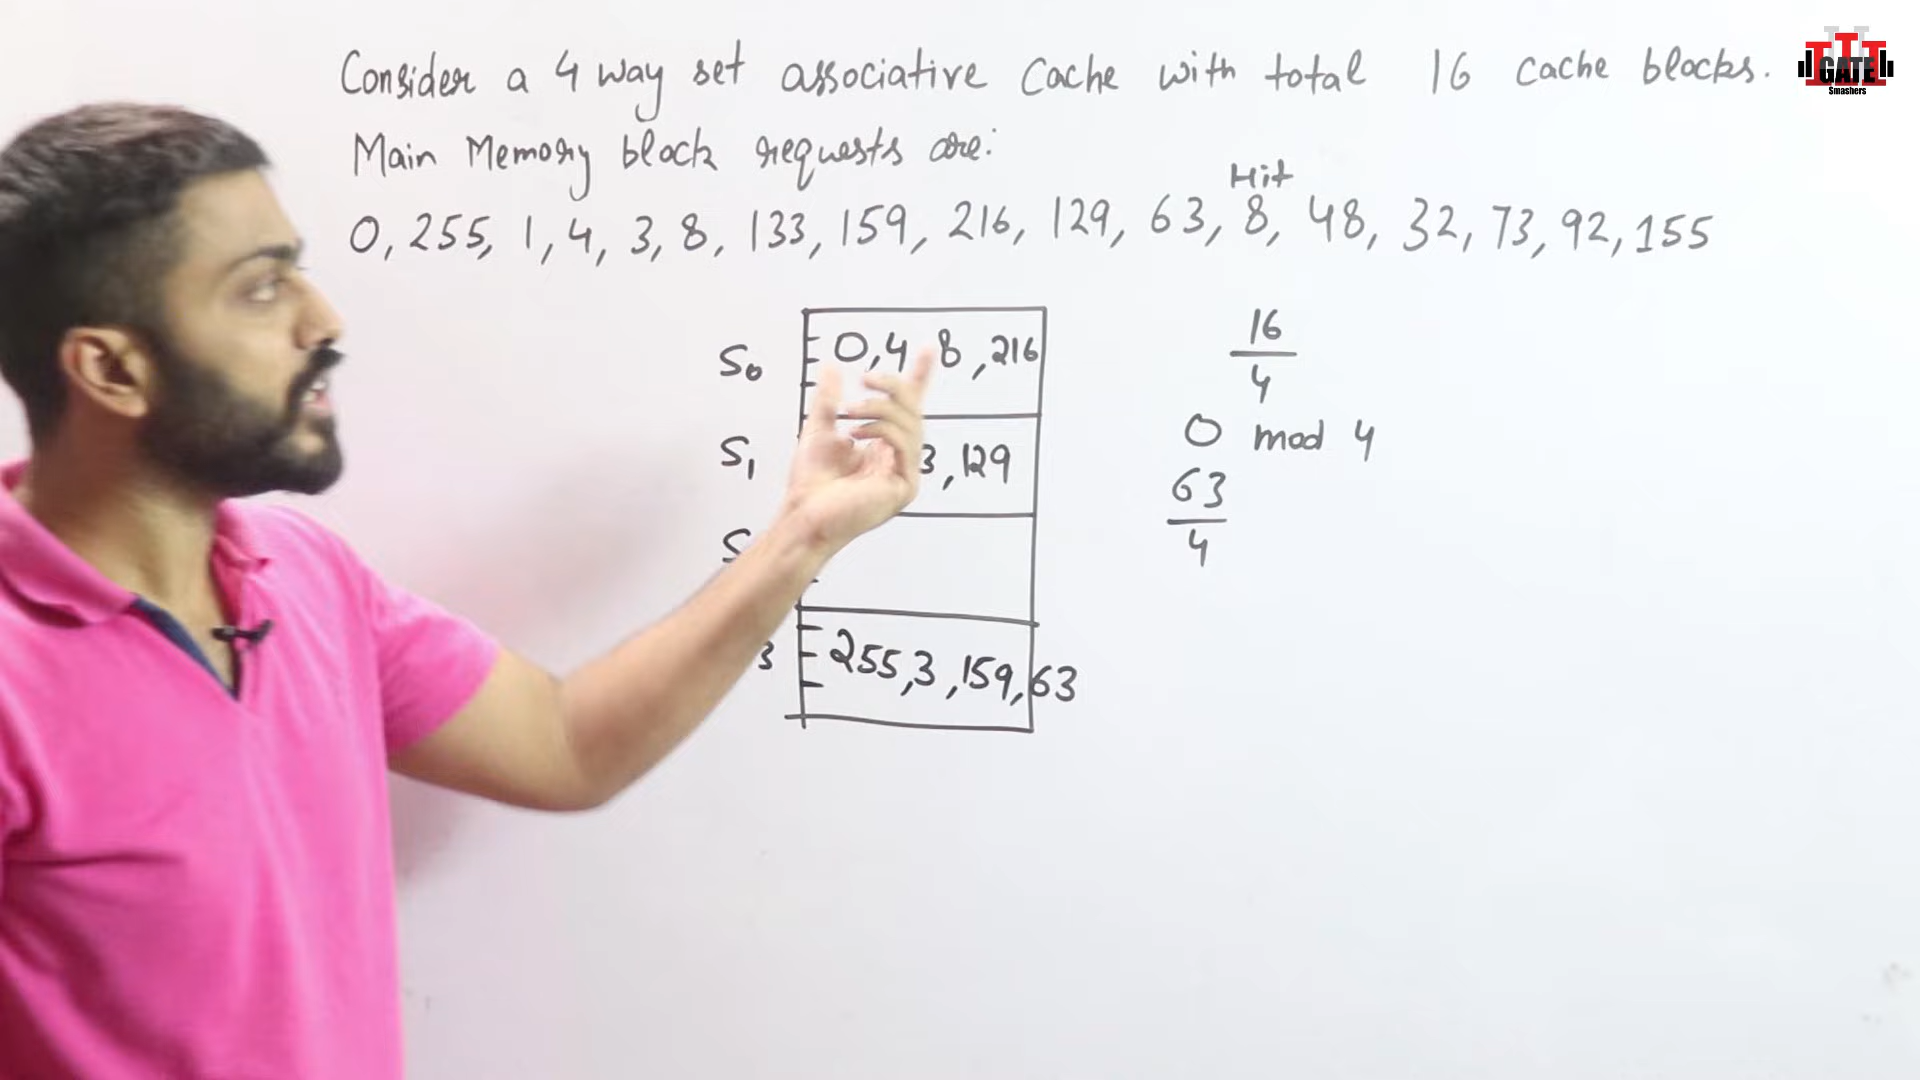 Consider a 4 way set associative Cache with total 16 cache blocks.
Main Memory block requests are:
Hit
0, 255, 1, 4, 3, 8, 133, 159, 216, 129, 63, 8, 48, 32, 73, 92, 155
S0 0, 4 8, 216
S1 3, 129
S
3 255, 3, 159, 63
16
4
0 mod 4
63
4
GATE
Smashers